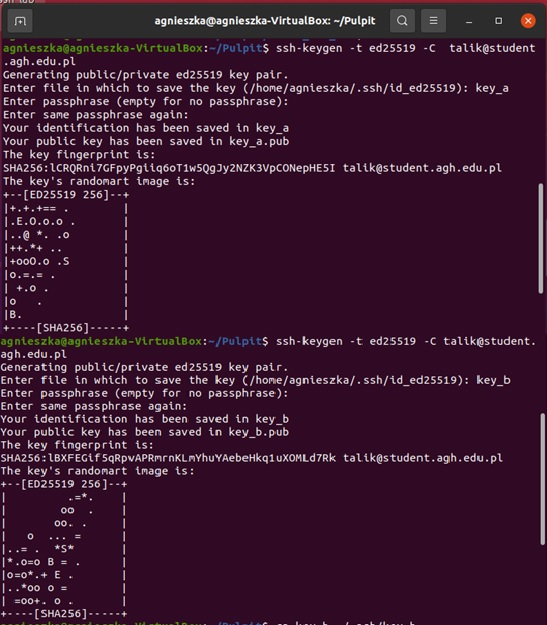 agnieszka@agnieszka-VirtualBox: ~/Pulpit
agnieszka@agnieszka-VirtualBox:~/Pulpit$ ssh-keygen -t ed25519 -C  talik@student
.agh.edu.pl
Generating public/private ed25519 key pair.
Enter file in which to save the key (/home/agnieszka/.ssh/id_ed25519): key_a
Enter passphrase (empty for no passphrase):
Enter same passphrase again:
Your identification has been saved in key_a
Your public key has been saved in key_a.pub
The key fingerprint is:
SHA256:lCRQRni7GFpyPgiiq6oT1w5QgJy2NZK3VpCONepHE5I talik@student.agh.edu.pl
The key's randomart image is:
+--[ED25519 256]--+
|+.+.+== .        |
|.E.O.o.o .       |
|..@ *. .o        |
|++.*+ ..         |
|+ooO.o .S        |
|o.=.= .          |
| +.o .           |
|o   .            |
|B.               |
+----[SHA256]-----+
agnieszka@agnieszka-VirtualBox:~/Pulpit$ ssh-keygen -t ed25519 -C talik@student.
agh.edu.pl
Generating public/private ed25519 key pair.
Enter file in which to save the key (/home/agnieszka/.ssh/id_ed25519): key_b
Enter passphrase (empty for no passphrase):
Enter same passphrase again:
Your identification has been saved in key_b
Your public key has been saved in key_b.pub
The key fingerprint is:
SHA256:lBXFEGif5qRpvAPRmrnKLmYhuYAebeHkq1uXOMLd7Rk talik@student.agh.edu.pl
The key's randomart image is:
+--[ED25519 256]--+
|         .=*.    |
|        oo  .    |
|       oo. .     |
|   o  ... =      |
|..= .  *S*       |
|*.o=o B = .      |
|o=o*.+ E .       |
|..*oo o =        |
| =oo+. o .       |
+----[SHA256]-----+